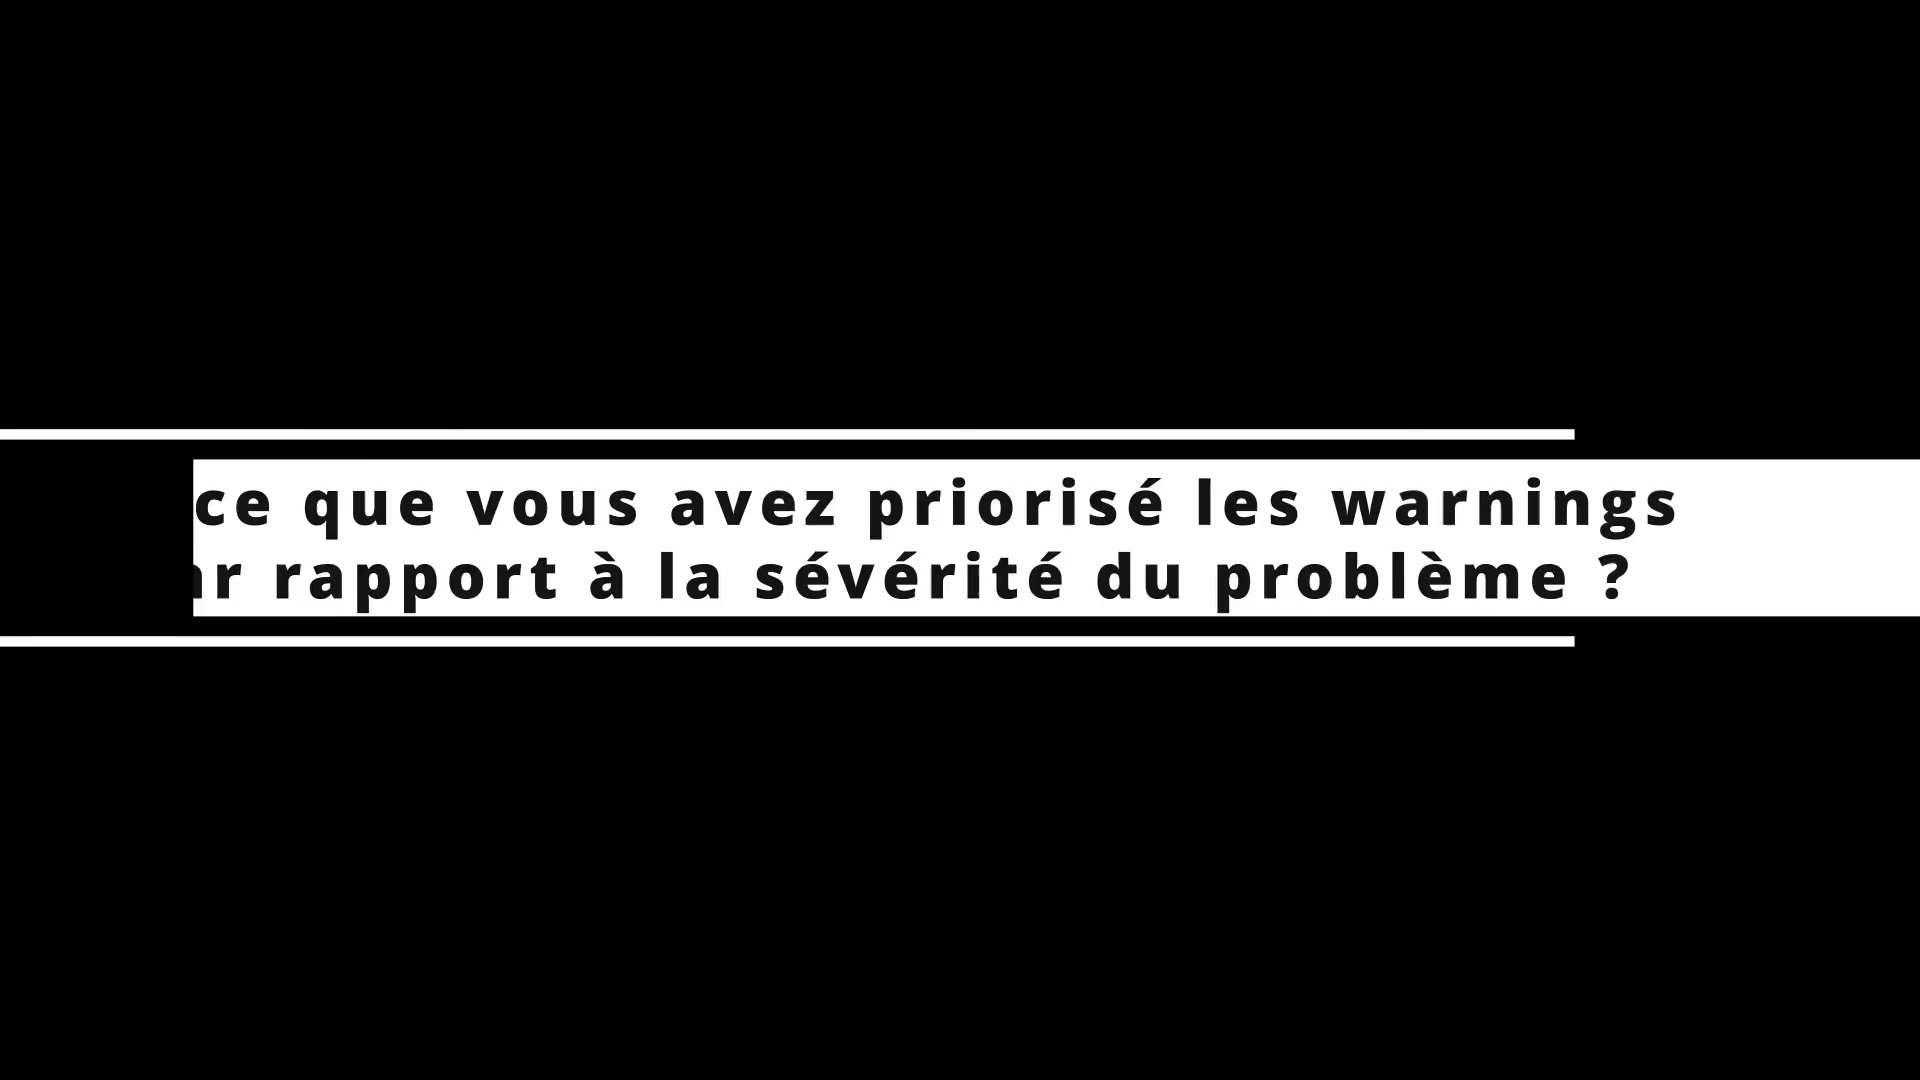 ce que vous avez priorisé les warnings
r rapport à la sévérité du problème ?